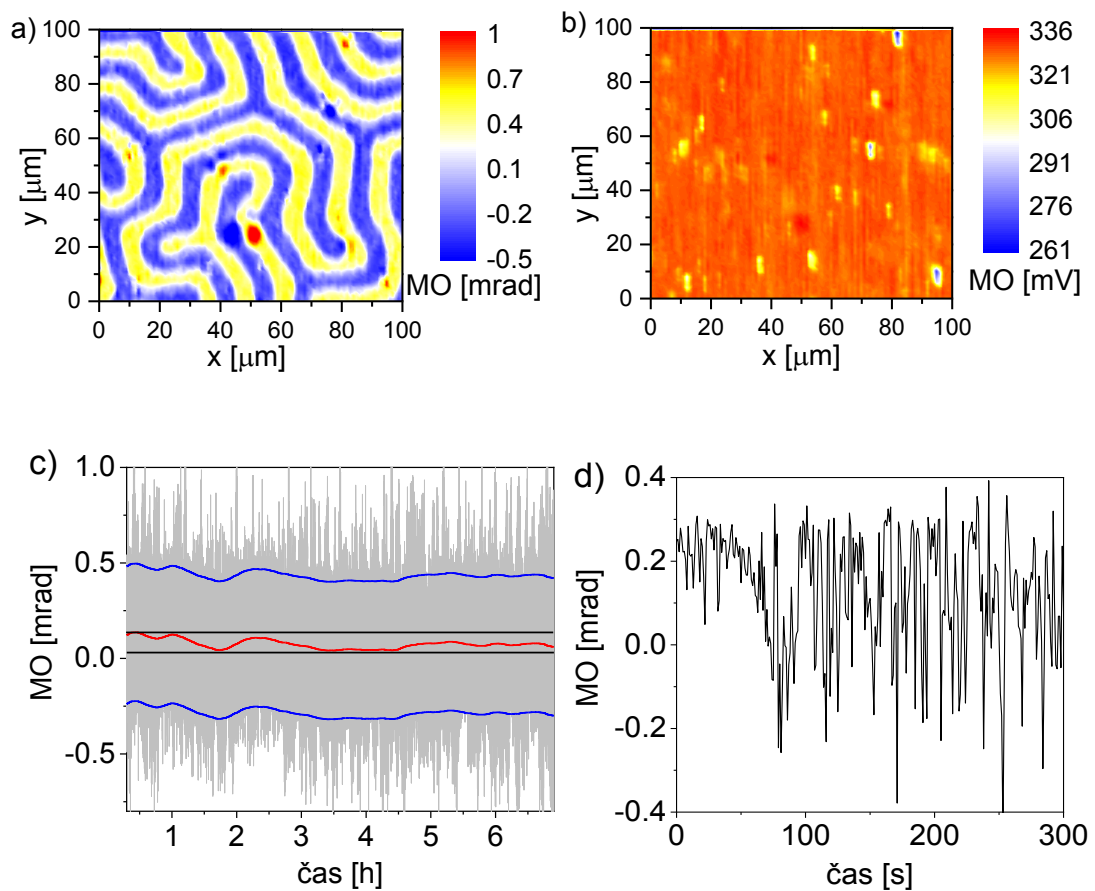 a)
100
80
60
40
20
0
y [μm]
0 20 40 60 80 100
x [μm]
1
0.7
0.4
0.1
-0.2
-0.5
MO [mrad]
b)
100
80
60
40
20
0
y [μm]
0 20 40 60 80 100
x [μm]
336
321
306
291
276
261
MO [mV]
c)
1.0
0.5
0.0
-0.5
MO [mrad]
1 2 3 4 5 6
čas [h]
d)
0.4
0.2
0.0
-0.2
-0.4
MO [mrad]
0 100 200 300
čas [s]